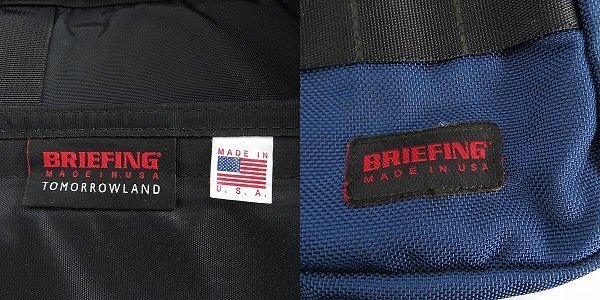 BRIEFING
MADE IN USA
TOMORROWLAND
MADE IN
U. S. A.
BRIEFING
MADE IN USA